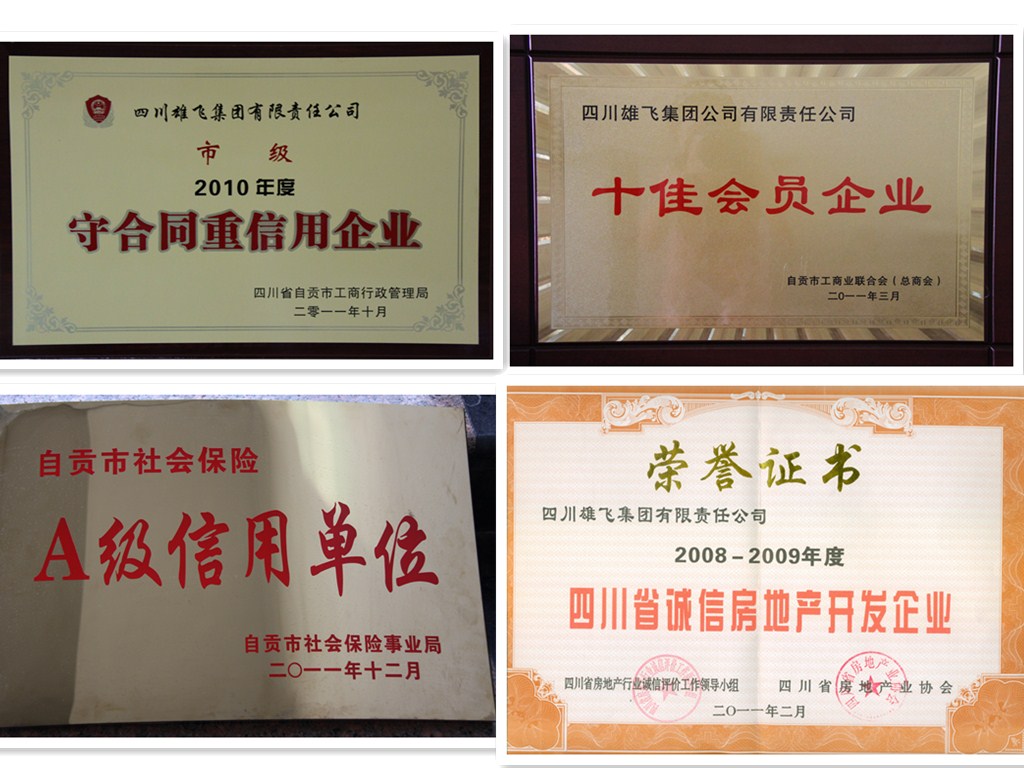 四川雄飞集团有限责任公司
市 级
2010 年度
守合同重信用企业
四川省自贡市工商行政管理局
二零一一年十月
四川雄飞集团公司有限责任公司
十佳会员企业
自贡市工商业联合会(总商会)
二〇一一年三月
自贡市社会保险
A级信用单位
自贡市社会保险事业局
二〇一一年十二月
荣誉证书
四川雄飞集团有限责任公司
2008-2009年度
四川省诚信房地产开发企业
四川省房地产行业诚信评价工作领导小组
四川省房地产业协会
二〇一一年二月